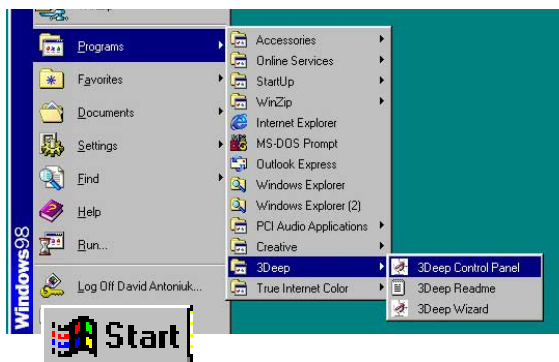 Programs
Favorites
Documents
Settings
Find
Help
Run...
Log Off David Antoniuk...
Windows98
Start
Accessories
Online Services
StartUp
WinZip
Internet Explorer
MS-DOS Prompt
Outlook Express
Windows Explorer
Windows Explorer (2)
PCI Audio Applications
Creative
3Deep
True Internet Color
3Deep Control Panel
3Deep Readme
3Deep Wizard